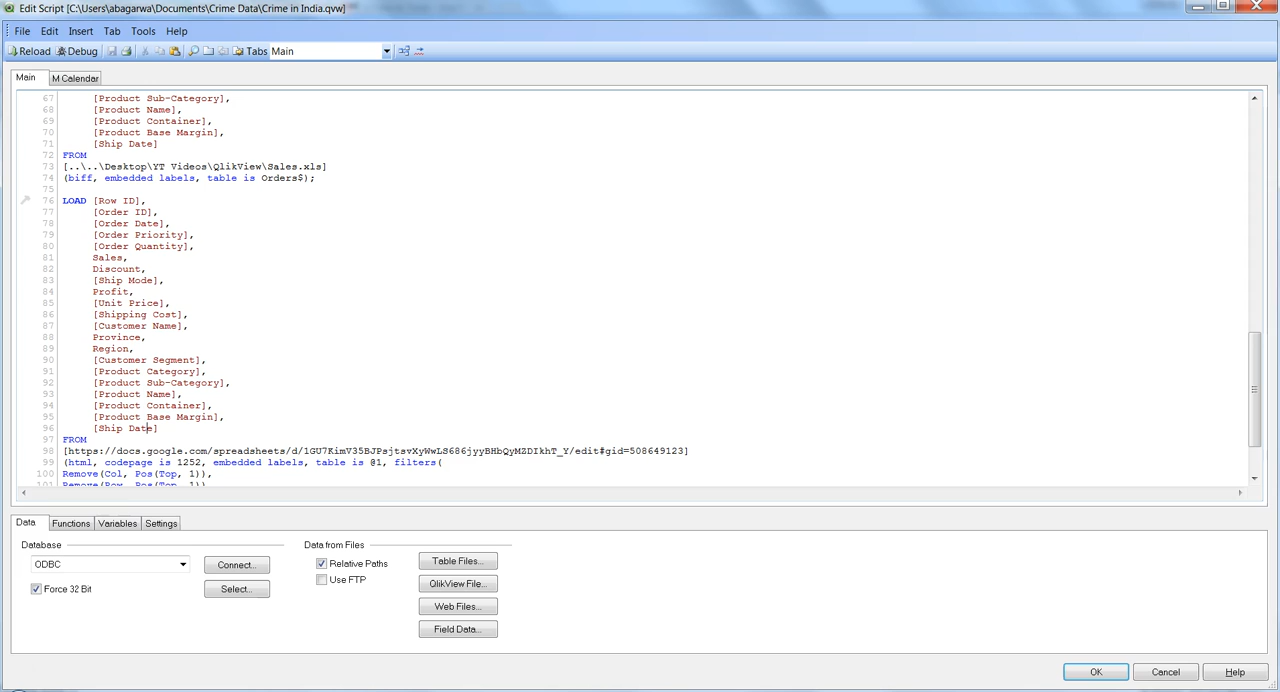 Edit Script [C:\Users\abagarwa\Documents\Crime Data\Crime in India.qvw]
File Edit Insert Tab Tools Help
Reload Debug Tabs Main
Main M Calendar
67 [Product Sub-Category],
68 [Product Name],
69 [Product Container],
70 [Product Base Margin],
71 [Ship Date]
72 FROM
73 [..\..\Desktop\YT Videos\QlikView\Sales.xls]
74 (biff, embedded labels, table is Orders$);
75
76 LOAD [Row ID],
77 [Order ID],
78 [Order Date],
79 [Order Priority],
80 [Order Quantity],
81 Sales,
82 Discount,
83 [Ship Mode],
84 Profit,
85 [Unit Price],
86 [Shipping Cost],
87 [Customer Name],
88 Province,
89 Region,
90 [Customer Segment],
91 [Product Category],
92 [Product Sub-Category],
93 [Product Name],
94 [Product Container],
95 [Product Base Margin],
96 [Ship Date]
97 FROM
98 [https://docs.google.com/spreadsheets/d/1GU7KimV35BJPsjtsvXyWwLS686jyyBHbQyMZDIkhT_Y/edit#gid=508649123]
99 (html, codepage is 1252, embedded labels, table is @1, filters(
100 Remove(Col, Pos(Top, 1)),
101 Remove(Row, Pos(Top, 1)),
Data Functions Variables Settings
Database Data from Files
ODBC Connect... Relative Paths Table Files...
Force 32 Bit Select... Use FTP QlikView File...
Web Files...
Field Data...
OK Cancel Help